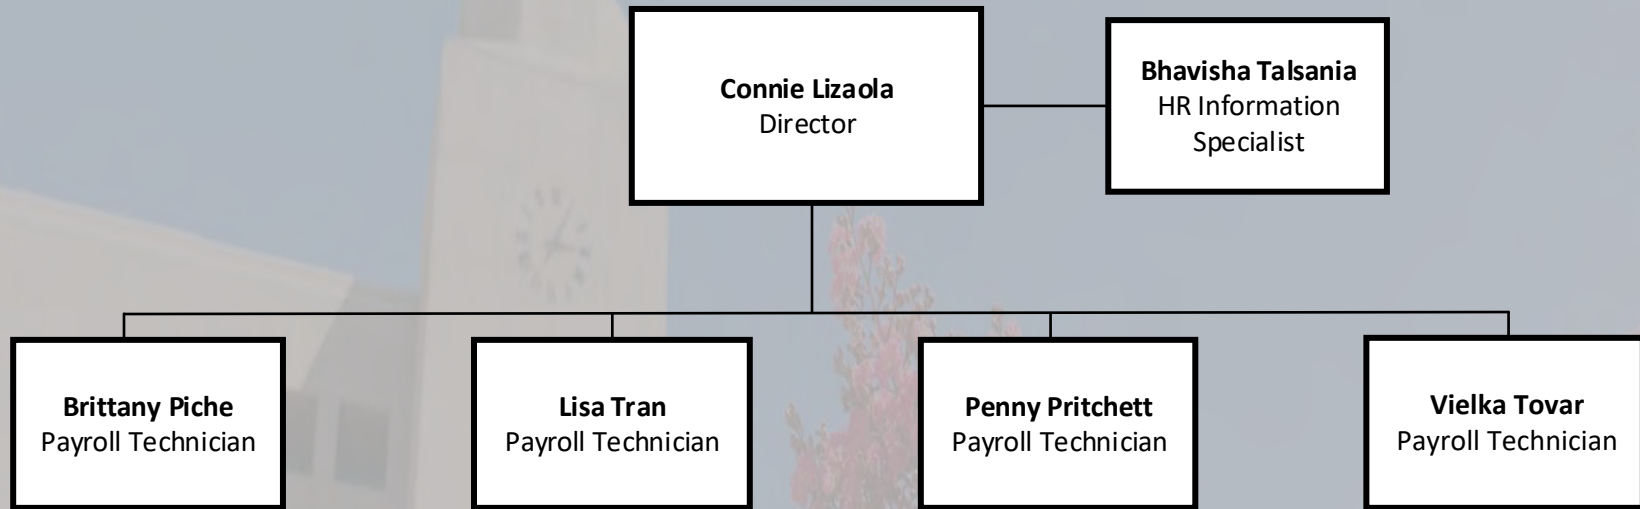 Connie Lizaola
Director
Bhavisha Talsania
HR Information
Specialist
Brittany Piche
Payroll Technician
Lisa Tran
Payroll Technician
Penny Pritchett
Payroll Technician
Vielka Tovar
Payroll Technician